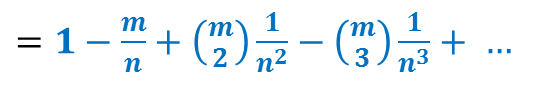 = 1 − m/n + (m 2) 1/n² − (m 3) 1/n³ + ...